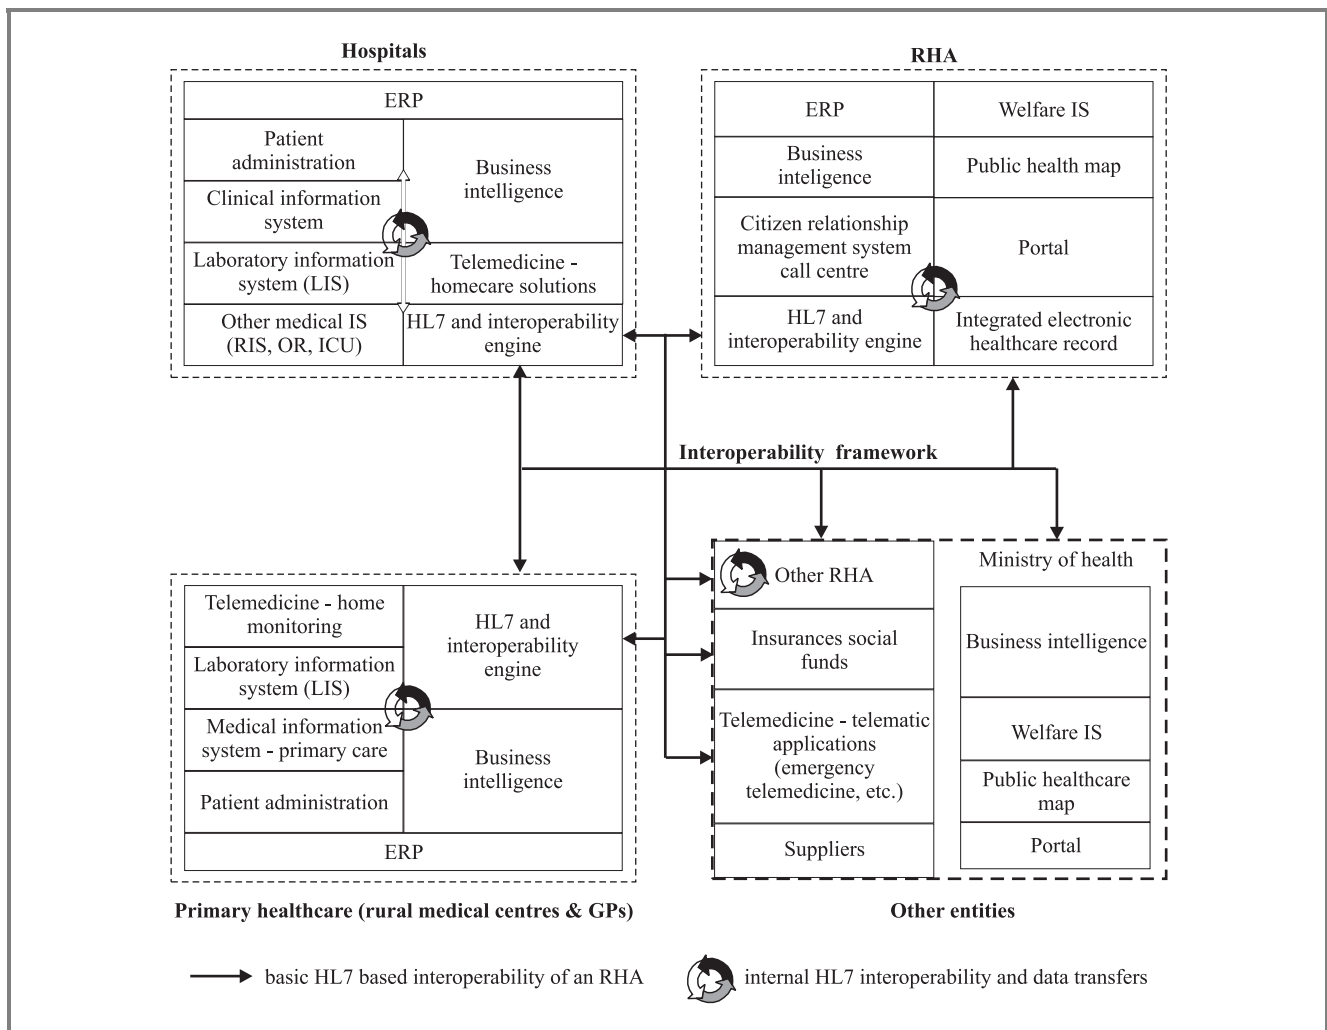 Hospitals
ERP
Patient
administration
Clinical information
system
Laboratory information
system (LIS)
Other medical IS
(RIS, OR, ICU)
Business
intelligence
Telemedicine -
homecare solutions
HL7 and interoperability
engine
RHA
ERP
Business
inteligence
Citizen relationship
management system
call centre
HL7 and
interoperability engine
Welfare IS
Public health map
Portal
Integrated electronic
healthcare record
Interoperability framework
Telemedicine - home
monitoring
Laboratory information
system (LIS)
Medical information
system - primary care
Patient administration
HL7 and
interoperability
engine
Business
intelligence
ERP
Primary healthcare (rural medical centres & GPs)
Other RHA
Insurances social
funds
Telemedicine - telematic
applications
(emergency
telemedicine, etc.)
Suppliers
Ministry of health
Business intelligence
Welfare IS
Public healthcare
map
Portal
Other entities
basic HL7 based interoperability of an RHA
internal HL7 interoperability and data transfers